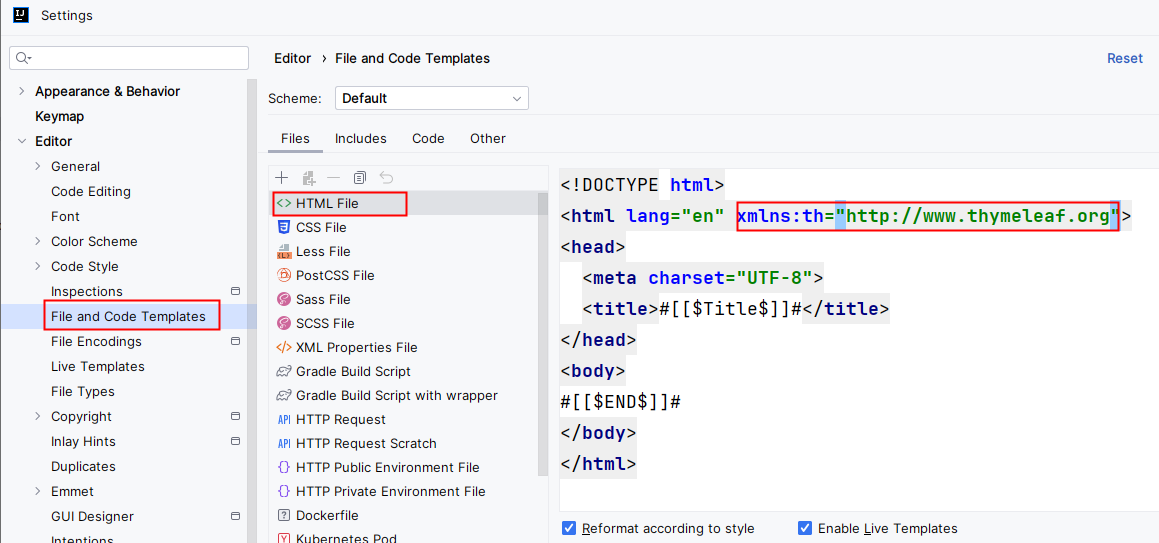 IJ Settings
Editor › File and Code Templates
Reset
Appearance & Behavior
Keymap
Editor
General
Code Editing
Font
Color Scheme
Code Style
Inspections
File and Code Templates
File Encodings
Live Templates
File Types
Copyright
Inlay Hints
Duplicates
Emmet
GUI Designer
Intentions
Scheme: Default
Files Includes Code Other
HTML File
CSS File
Less File
PostCSS File
Sass File
SCSS File
XML Properties File
Gradle Build Script
Gradle Build Script with wrapper
API HTTP Request
API HTTP Request Scratch
HTTP Public Environment File
HTTP Private Environment File
Dockerfile
Kubernetes Pod
<!DOCTYPE html>
<html lang="en" xmlns:th="http://www.thymeleaf.org">
<head>
  <meta charset="UTF-8">
  <title>#[[$Title$]]#</title>
</head>
<body>
#[[$END$]]#
</body>
</html>
Reformat according to style
Enable Live Templates